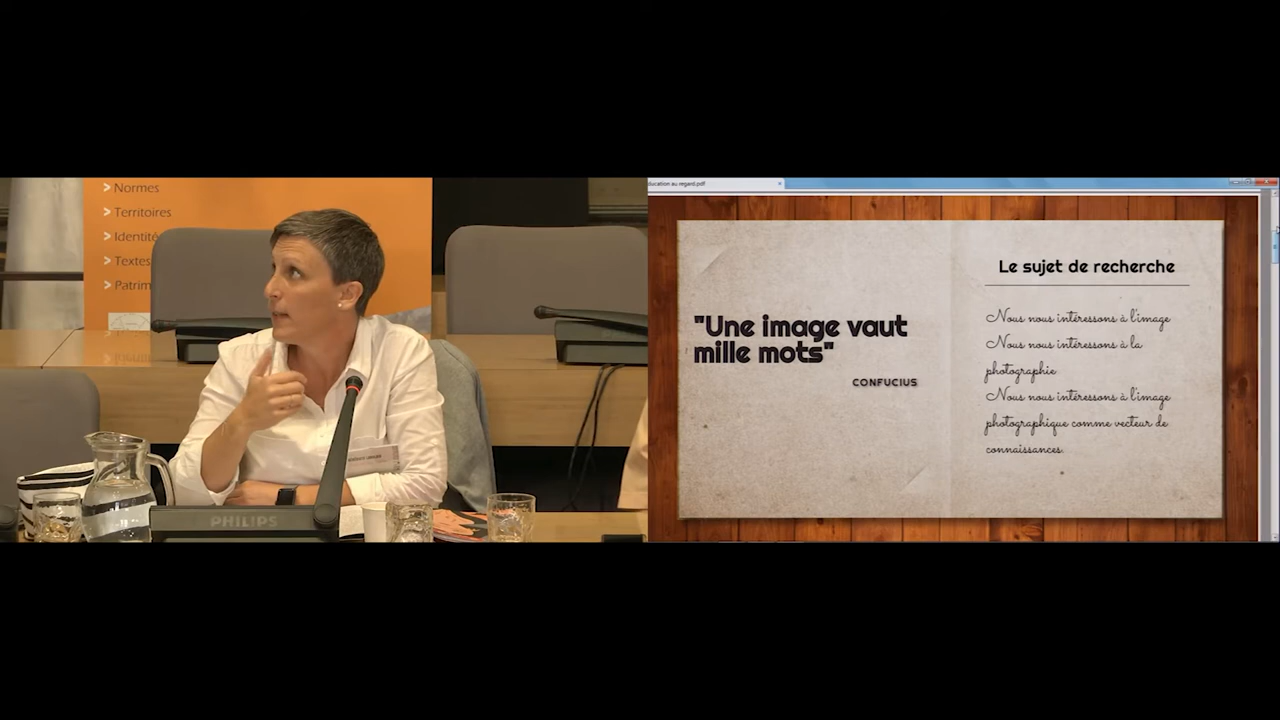 > Normes
> Territoires
> Identité
> Textes
> Patrim
PHILIPS
ducation au regard.pdf
"Une image vaut
mille mots"
CONFUCIUS
Le sujet de recherche
Nous nous intéressons à l'image
Nous nous intéressons à la
photographie
Nous nous intéressons à l'image
photographique comme vecteur de
connaissances.